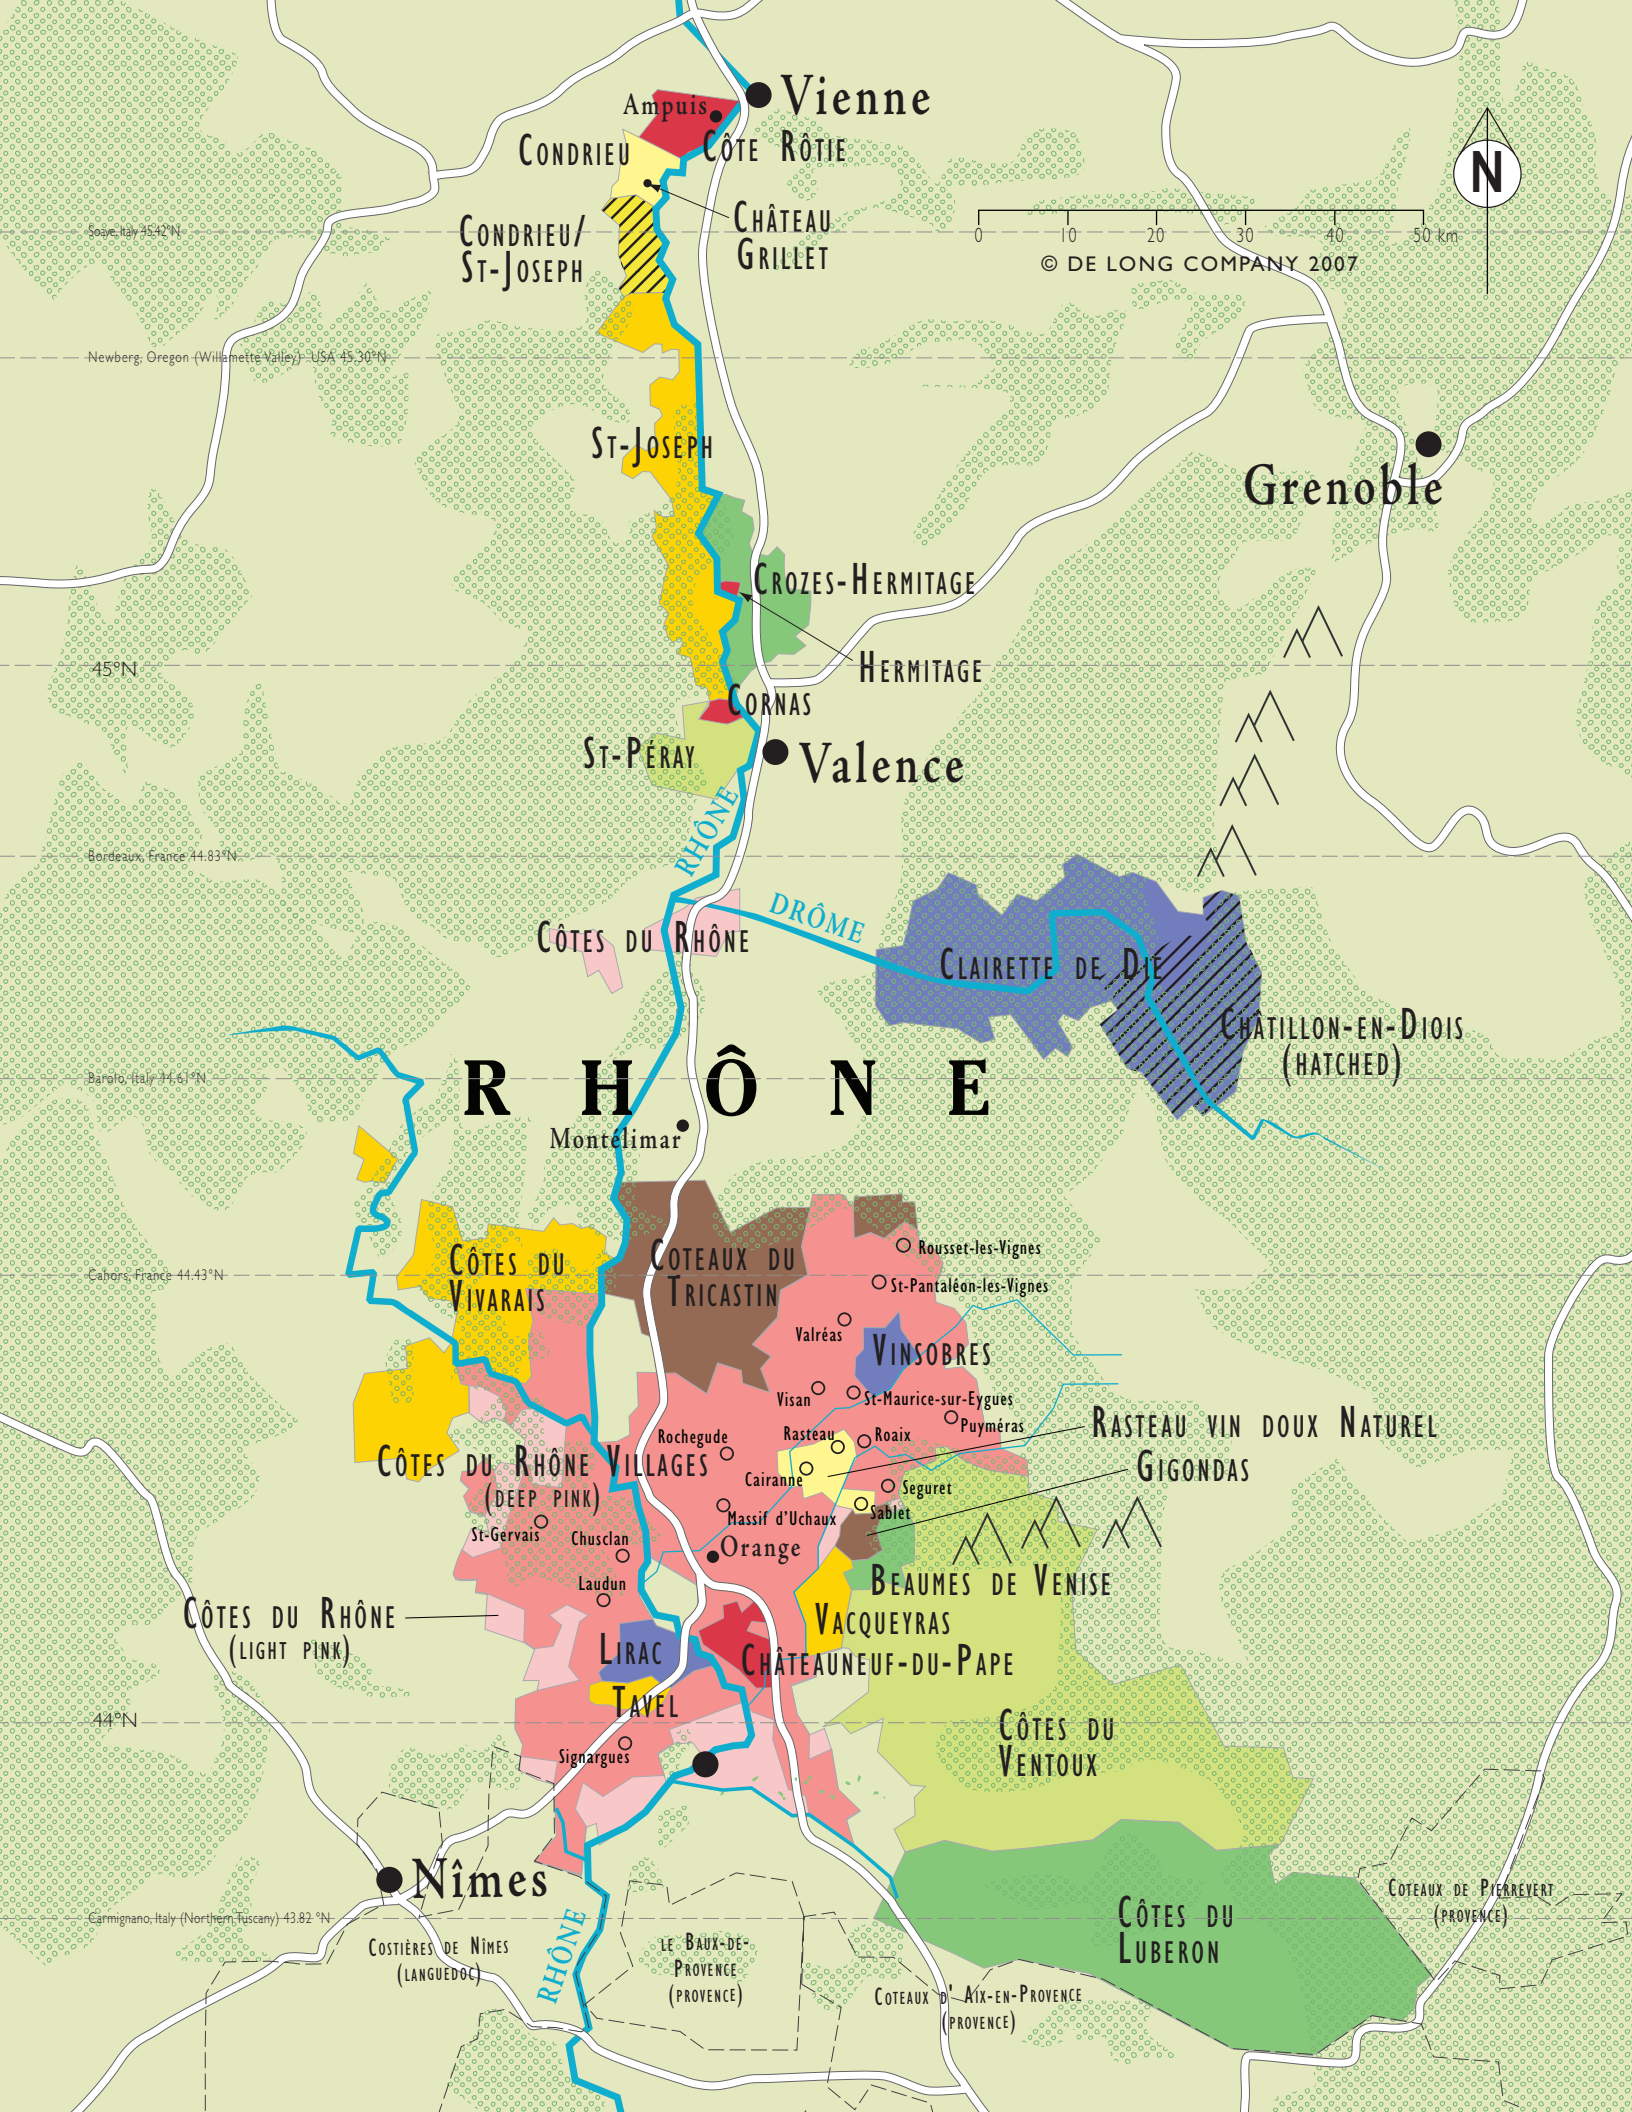 Vienne
Ampuis
CÔTE RÔTIE
CONDRIEU
CHÂTEAU
GRILLET
CONDRIEU/
ST-JOSEPH
N
0 10 20 30 40 50 km
© DE LONG COMPANY 2007
Soave, Italy 45.42°N
Newberg, Oregon (Willamette Valley) USA 45.30°N
ST-JOSEPH
Grenoble
CROZES-HERMITAGE
HERMITAGE
45°N
CORNAS
ST-PÉRAY
Valence
RHÔNE
Bordeaux, France 44.83°N
DRÔME
CÔTES DU RHÔNE
CLAIRETTE DE DIE
CHÂTILLON-EN-DIOIS
(HATCHED)
RHÔNE
Barolo, Italy 44.61°N
Montélimar
Rousset-les-Vignes
CÔTES DU
VIVARAIS
COTEAUX DU
TRICASTIN
Cahors, France 44.43°N
St-Pantaléon-les-Vignes
Valréas
VINSOBRES
Visan
St-Maurice-sur-Eygues
Puyméras
RASTEAU VIN DOUX NATUREL
Rochegude
Rasteau
Roaix
CÔTES DU RHÔNE VILLAGES
(DEEP PINK)
Cairanne
GIGONDAS
Seguret
Sablet
Massif d'Uchaux
St-Gervais
Chusclan
Orange
Laudun
BEAUMES DE VENISE
CÔTES DU RHÔNE
(LIGHT PINK)
VACQUEYRAS
LIRAC
CHÂTEAUNEUF-DU-PAPE
TAVEL
44°N
CÔTES DU
VENTOUX
Signargues
Nîmes
COTEAUX DE PIERREVERT
(PROVENCE)
Carmignano, Italy (Northern Tuscany) 43.82 °N
CÔTES DU
LUBERON
COSTIÈRES DE NÎMES
(LANGUEDOC)
RHÔNE
LE BAUX-DE-
PROVENCE
(PROVENCE)
COTEAUX D' AIX-EN-PROVENCE
(PROVENCE)